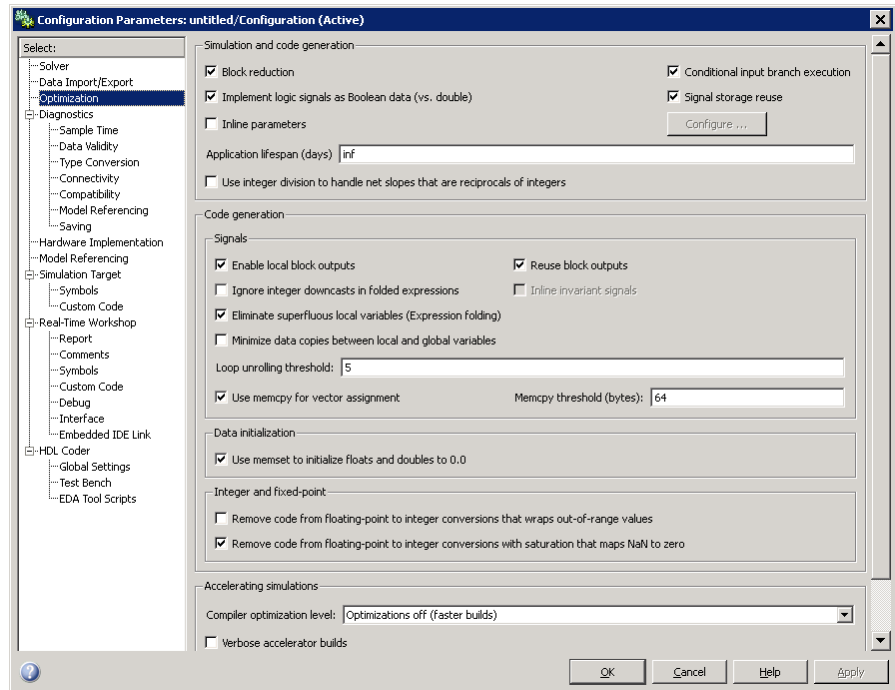 Configuration Parameters: untitled/Configuration (Active)
Select:
Solver
Data Import/Export
Optimization
Diagnostics
Sample Time
Data Validity
Type Conversion
Connectivity
Compatibility
Model Referencing
Saving
Hardware Implementation
Model Referencing
Simulation Target
Symbols
Custom Code
Real-Time Workshop
Report
Comments
Symbols
Custom Code
Debug
Interface
Embedded IDE Link
HDL Coder
Global Settings
Test Bench
EDA Tool Scripts
Simulation and code generation
Block reduction
Conditional input branch execution
Implement logic signals as Boolean data (vs. double)
Signal storage reuse
Inline parameters
Configure ...
Application lifespan (days) inf
Use integer division to handle net slopes that are reciprocals of integers
Code generation
Signals
Enable local block outputs
Reuse block outputs
Ignore integer downcasts in folded expressions
Inline invariant signals
Eliminate superfluous local variables (Expression folding)
Minimize data copies between local and global variables
Loop unrolling threshold: 5
Use memcpy for vector assignment
Memcpy threshold (bytes): 64
Data initialization
Use memset to initialize floats and doubles to 0.0
Integer and fixed-point
Remove code from floating-point to integer conversions that wraps out-of-range values
Remove code from floating-point to integer conversions with saturation that maps NaN to zero
Accelerating simulations
Compiler optimization level: Optimizations off (faster builds)
Verbose accelerator builds
OK
Cancel
Help
Apply